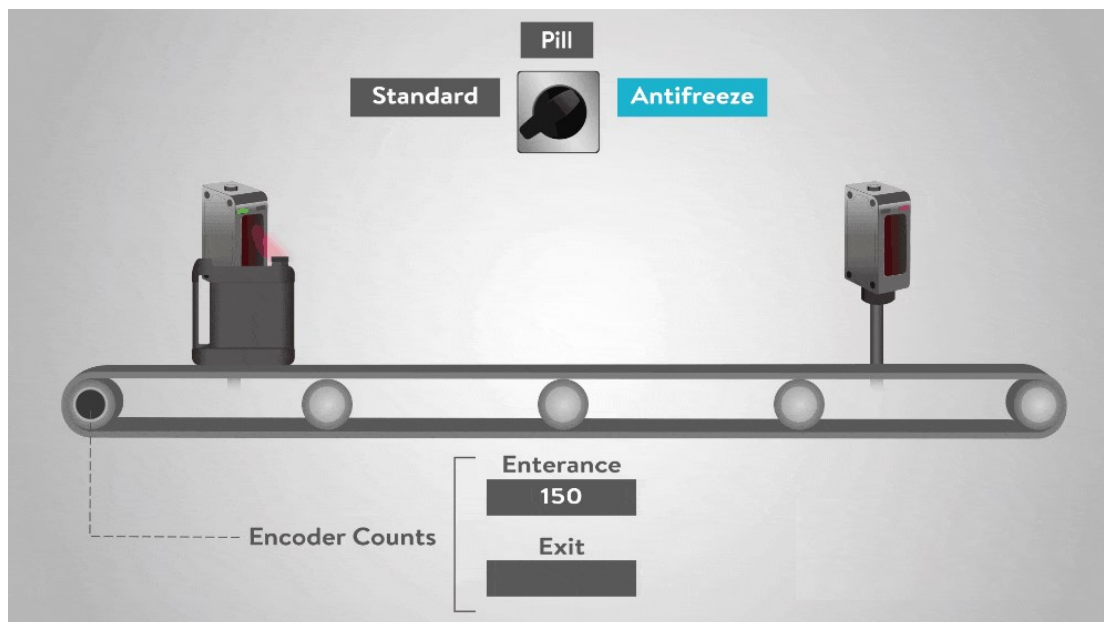 Pill
Standard
Antifreeze
Enterance
150
Encoder Counts
Exit